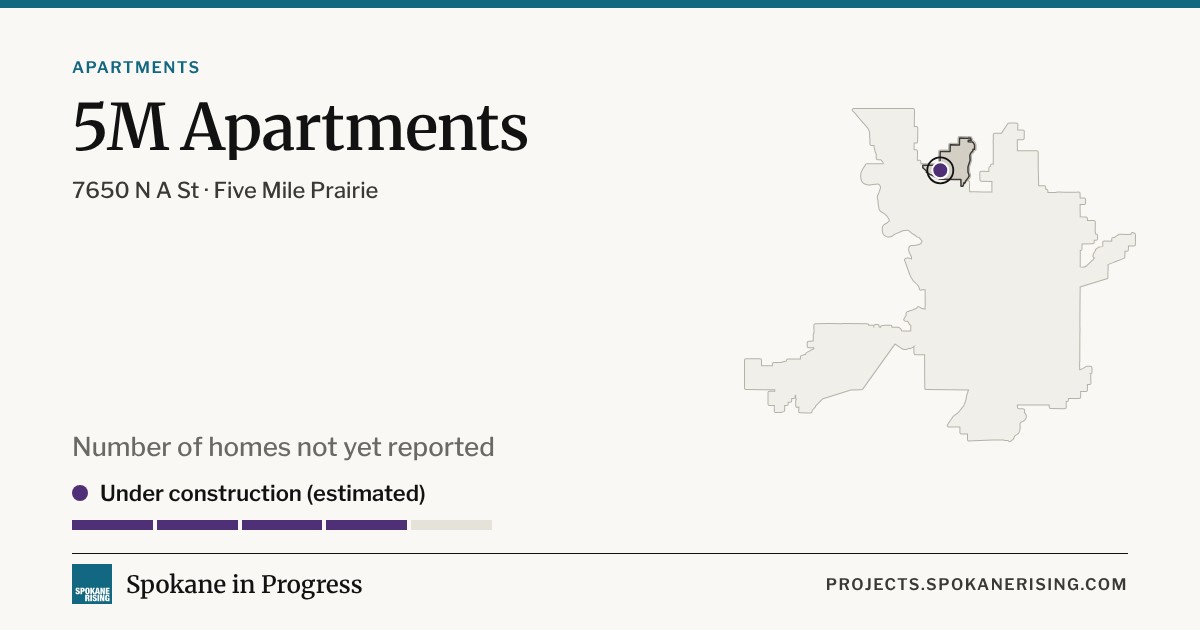 APARTMENTS
5M Apartments
7650 N A St · Five Mile Prairie
Number of homes not yet reported
Under construction (estimated)
SPOKANE
RISING
Spokane in Progress
PROJECTS.SPOKANERISING.COM